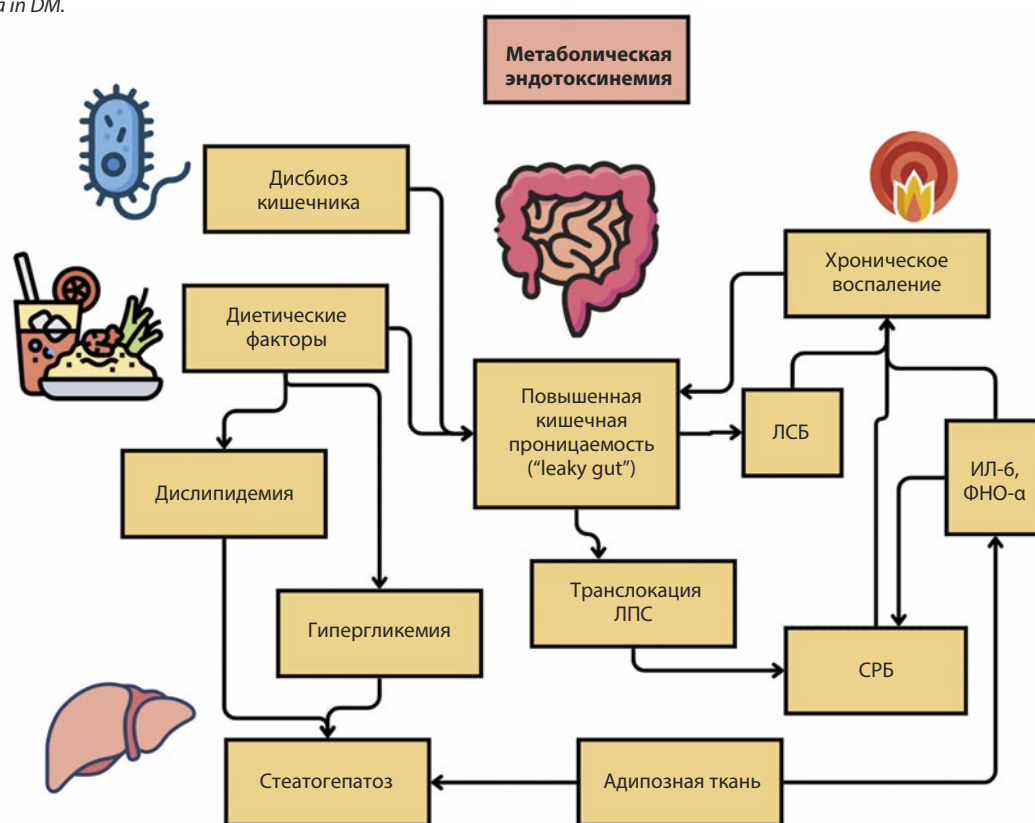 in DM.
Метаболическая
эндотоксинемия
Дисбиоз
кишечника
Хроническое
воспаление
Диетические
факторы
Повышенная
кишечная
проницаемость
(“leaky gut”)
ЛСБ
ИЛ-6,
ФНО-α
Дислипидемия
Транслокация
ЛПС
Гипергликемия
СРБ
Стеатогепатоз
Адипозная ткань